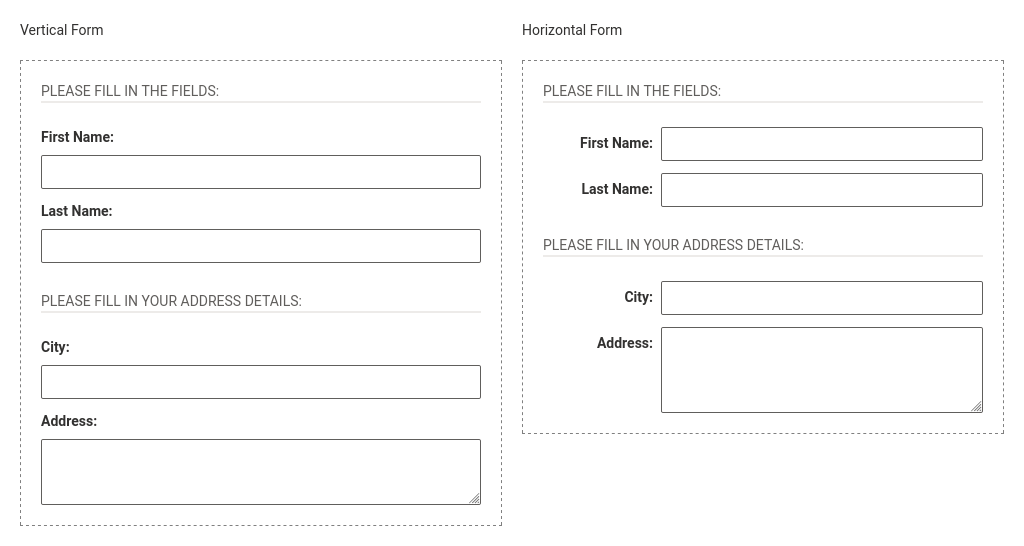 Vertical Form
PLEASE FILL IN THE FIELDS:
First Name:
Last Name:
PLEASE FILL IN YOUR ADDRESS DETAILS:
City:
Address:
Horizontal Form
PLEASE FILL IN THE FIELDS:
First Name:
Last Name:
PLEASE FILL IN YOUR ADDRESS DETAILS:
City:
Address: